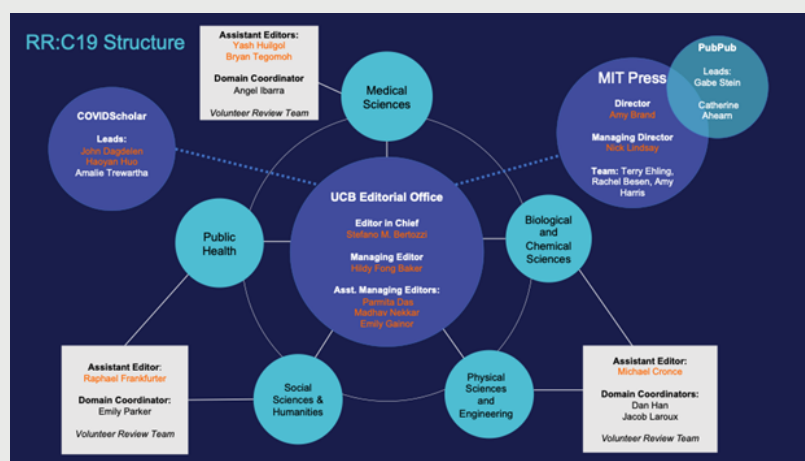 RR:C19 Structure
Assistant Editors:
Yash Huilgol
Bryan Tegomoh
Domain Coordinator
Angel Ibarra
Volunteer Review Team
Medical
Sciences
PubPub
Leads:
Gabe Stein
Catherine
Ahearn
MIT Press
Director
Amy Brand
Managing Director
Nick Lindsay
Team: Terry Ehling,
Rachel Besen, Amy
Harris
COVIDScholar
Leads:
John Dagdelen
Haoyan Huo
Amalie Trewartha
UCB Editorial Office
Editor in Chief
Stefano M. Bertozzi
Managing Editor
Hildy Fong Baker
Asst. Managing Editors:
Parmita Das
Madhav Nekkar
Emily Gainor
Public
Health
Biological
and
Chemical
Sciences
Assistant Editor:
Raphael Frankfurter
Domain Coordinator:
Emily Parker
Volunteer Review Team
Social
Sciences &
Humanities
Physical
Sciences
and
Engineering
Assistant Editor:
Michael Cronce
Domain Coordinators:
Dan Han
Jacob Laroux
Volunteer Review Team